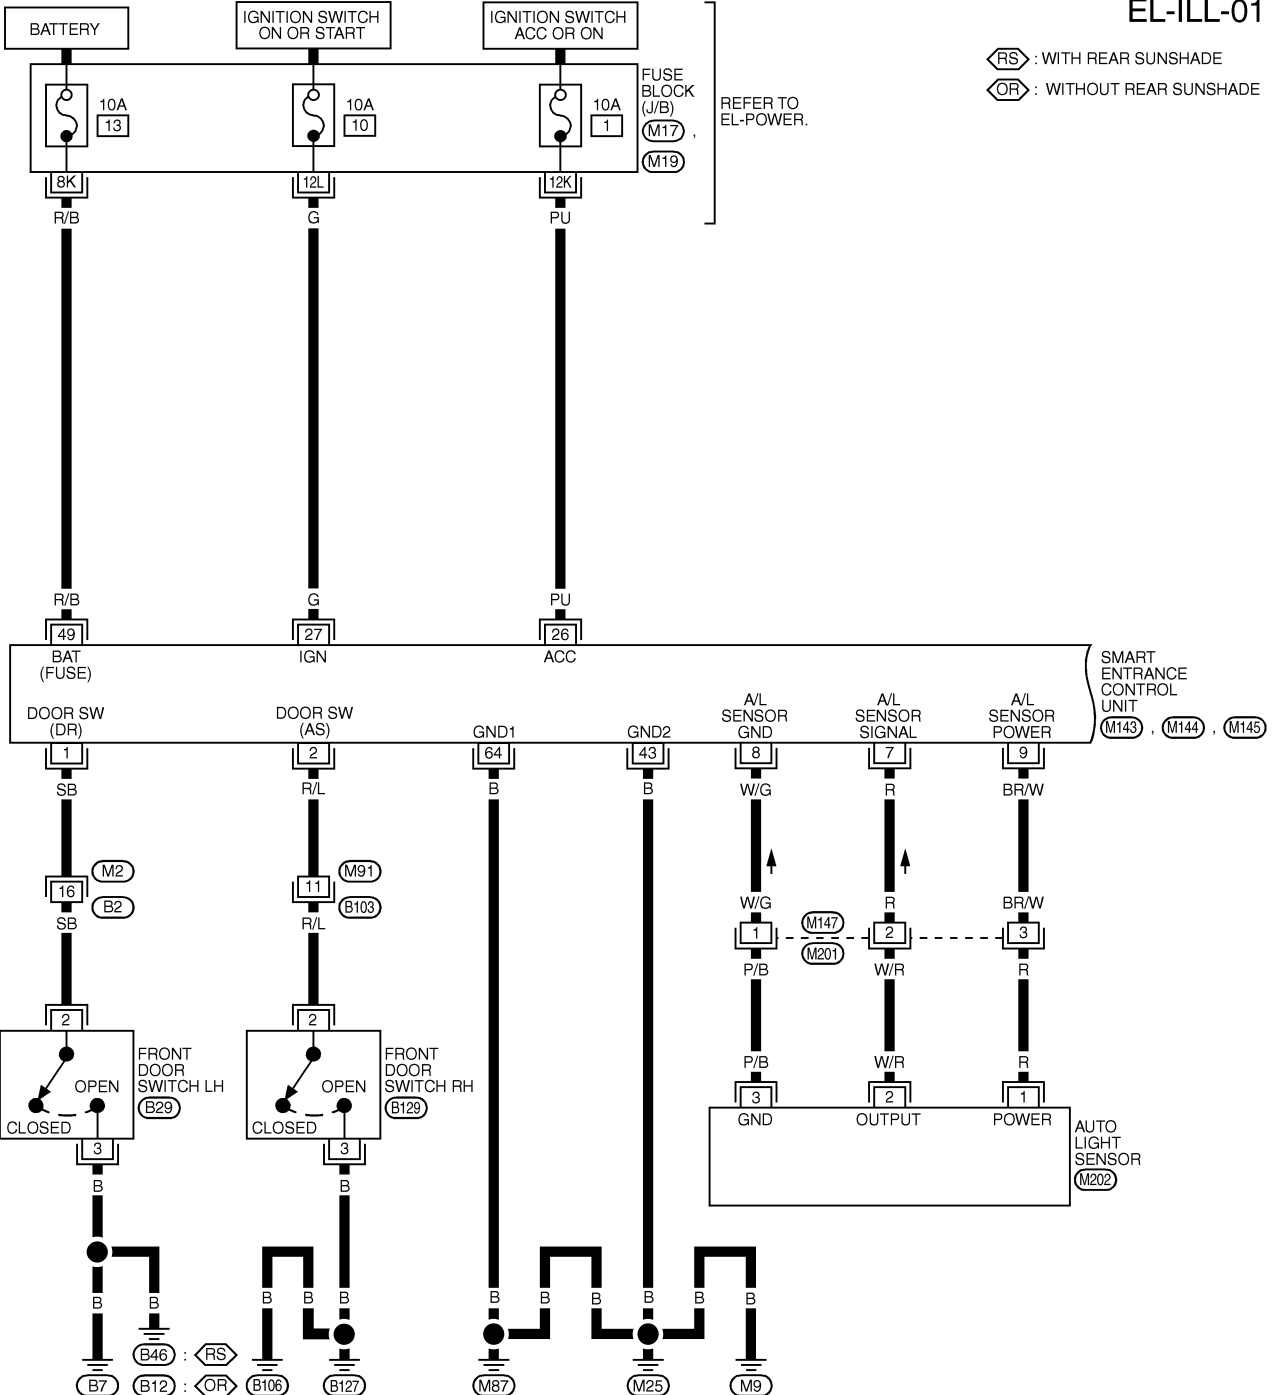 EL-ILL-01
BATTERY
IGNITION SWITCH
ON OR START
IGNITION SWITCH
ACC OR ON
RS : WITH REAR SUNSHADE
OR : WITHOUT REAR SUNSHADE
10A
13
10A
10
10A
1
FUSE
BLOCK
(J/B)
M17 ,
M19
REFER TO
EL-POWER.
8K
12L
12K
R/B
G
PU
R/B
G
PU
49
27
26
BAT
(FUSE)
IGN
ACC
SMART
ENTRANCE
CONTROL
UNIT
M143 , M144 , M145
DOOR SW
(DR)
DOOR SW
(AS)
GND1
GND2
A/L
SENSOR
GND
A/L
SENSOR
SIGNAL
A/L
SENSOR
POWER
1
2
64
43
8
7
9
SB
R/L
B
B
W/G
R
BR/W
M2
16
B2
M91
11
B103
SB
R/L
W/G
R
BR/W
1
M147
M201
2
3
P/B
W/R
R
2
2
FRONT
DOOR
SWITCH LH
B29
OPEN
CLOSED
FRONT
DOOR
SWITCH RH
B129
OPEN
CLOSED
P/B
W/R
R
3
2
1
GND
OUTPUT
POWER
AUTO
LIGHT
SENSOR
M202
3
3
B
B
B
B
B
B
B
B
B
B
B
B
B
B46 : RS
B7
B12 : OR
B106
B127
M87
M25
M9